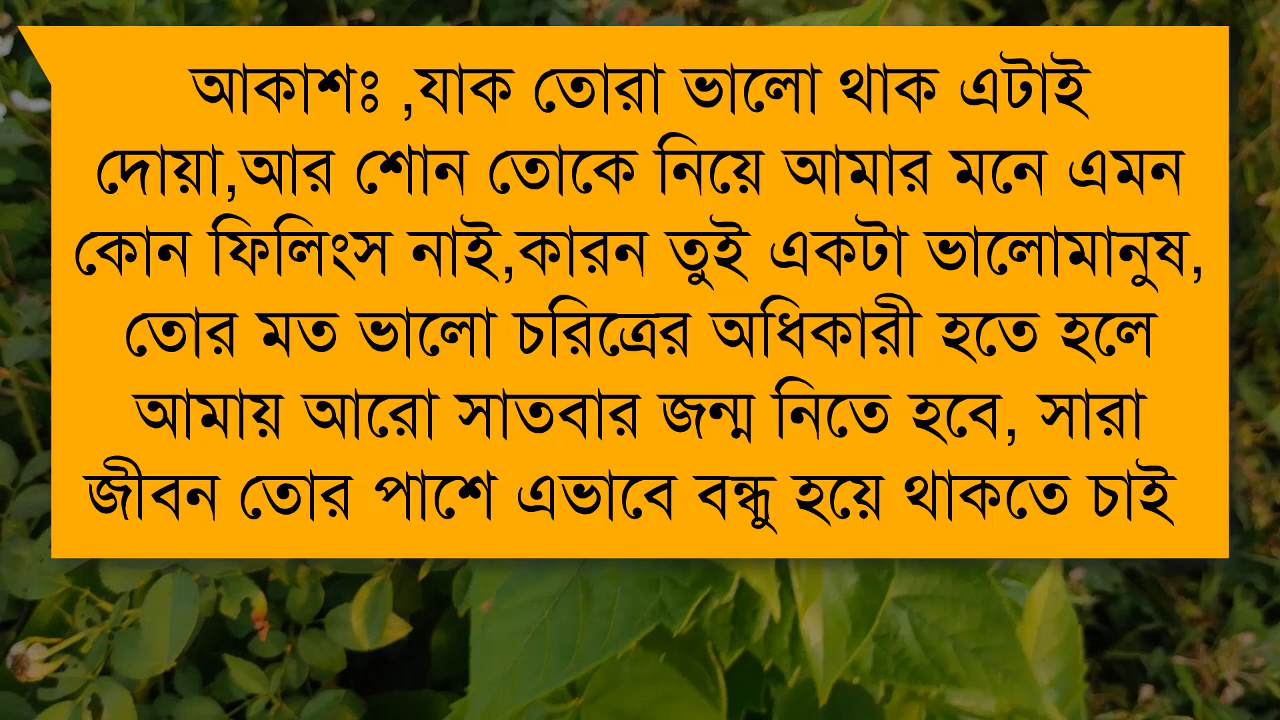 আকাশঃ ,যাক তোরা ভালো থাক এটাই
দোয়া,আর শোন তোকে নিয়ে আমার মনে এমন
কোন ফিলিংস নাই,কারন তুই একটা ভালোমানুষ,
তোর মত ভালো চরিত্রের অধিকারী হতে হলে
আমায় আরো সাতবার জন্ম নিতে হবে, সারা
জীবন তোর পাশে এভাবে বন্ধু হয়ে থাকতে চাই